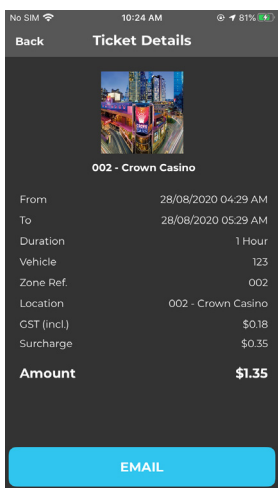 No SIM 10:24 AM 81%
Back Ticket Details
002 - Crown Casino
From 28/08/2020 04:29 AM
To 28/08/2020 05:29 AM
Duration 1 Hour
Vehicle 123
Zone Ref. 002
Location 002 - Crown Casino
GST (incl.) $0.18
Surcharge $0.35
Amount $1.35
EMAIL